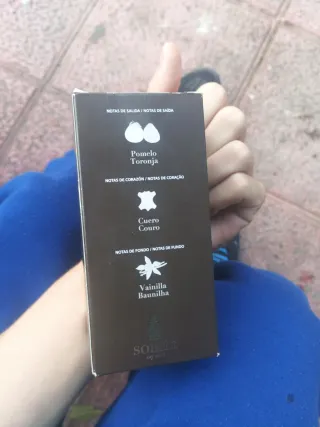 NOTAS DE SALIDA / NOTAS DE SAÍDA
Pomelo
Toronja
NOTAS DE CORAZÓN / NOTAS DE CORAÇÃO
Cuero
Couro
NOTAS DE FONDO / NOTAS DE FUNDO
Vainilla
Baunilha